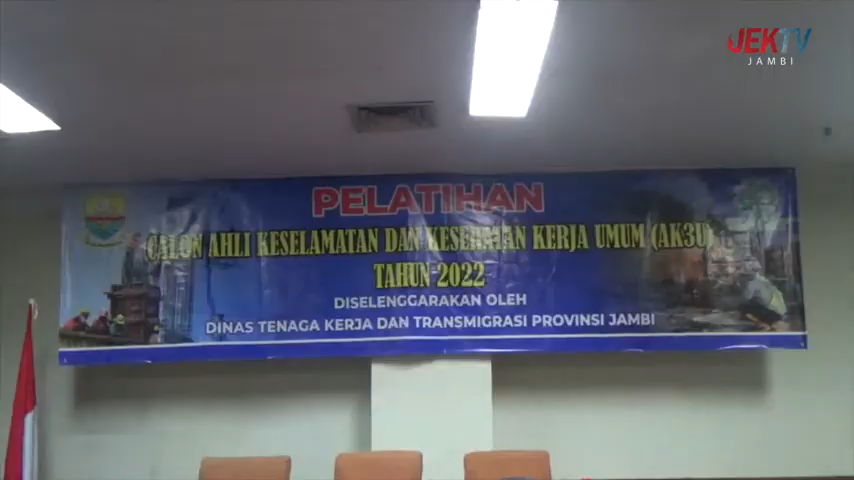 JEKTV
JAMBI
PELATIHAN
CALON AHLI KESELAMATAN DAN KESEHATAN KERJA UMUM (AK3U)
TAHUN 2022
DISELENGGARAKAN OLEH
DINAS TENAGA KERJA DAN TRANSMIGRASI PROVINSI JAMBI